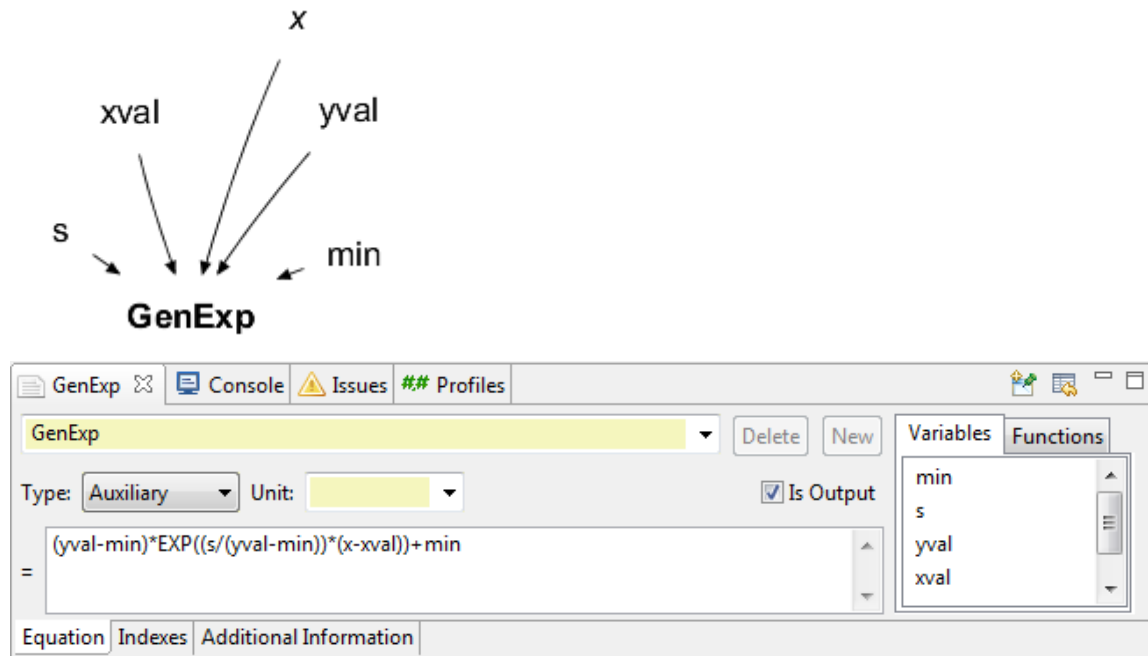 x
xval yval
s
min
GenExp
GenExp Console Issues #,# Profiles
GenExp Delete New Variables Functions
Type: Auxiliary Unit: Is Output
min
s
yval
xval
= (yval-min)*EXP((s/(yval-min))*(x-xval))+min
Equation Indexes Additional Information